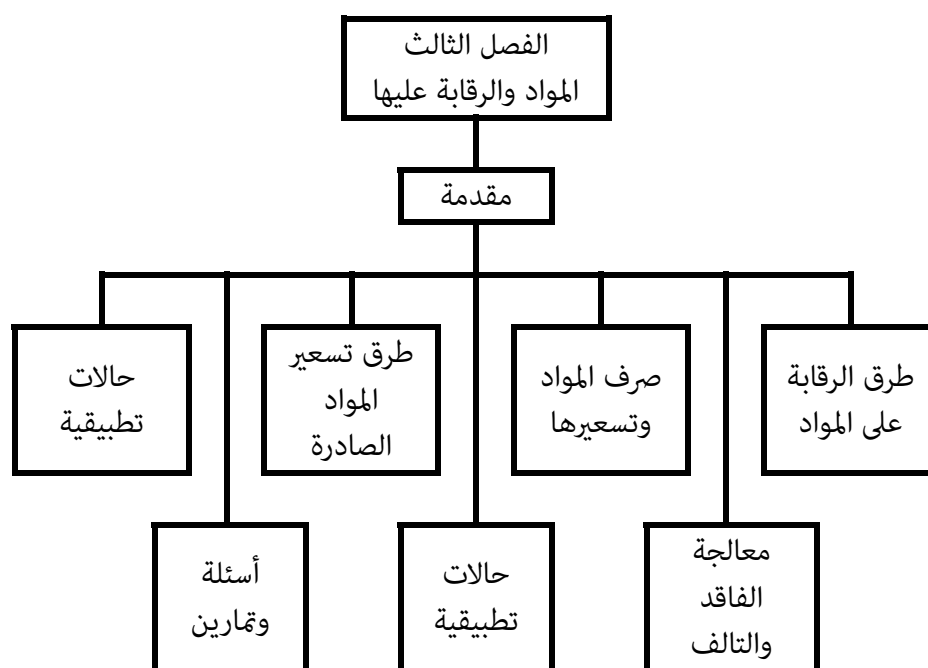 الفصل الثالث
المواد والرقابة عليها
مقدمة
طرق الرقابة
على المواد
صرف المواد
وتسعيرها
طرق تسعير
المواد
الصادرة
حالات
تطبيقية
معالجة
الفاقد
والتالف
حالات
تطبيقية
أسئلة
وتمارين